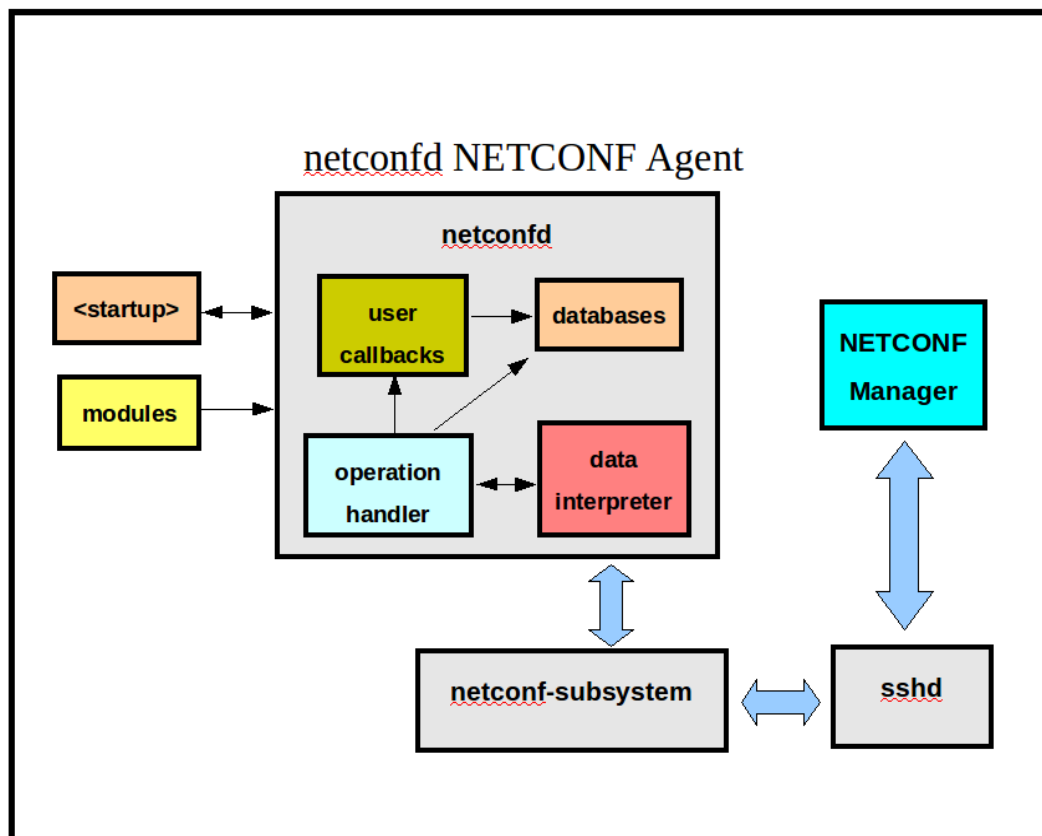 netconfd NETCONF Agent
netconfd
<startup>
user
callbacks
databases
modules
operation
handler
data
interpreter
NETCONF
Manager
netconf-subsystem
sshd